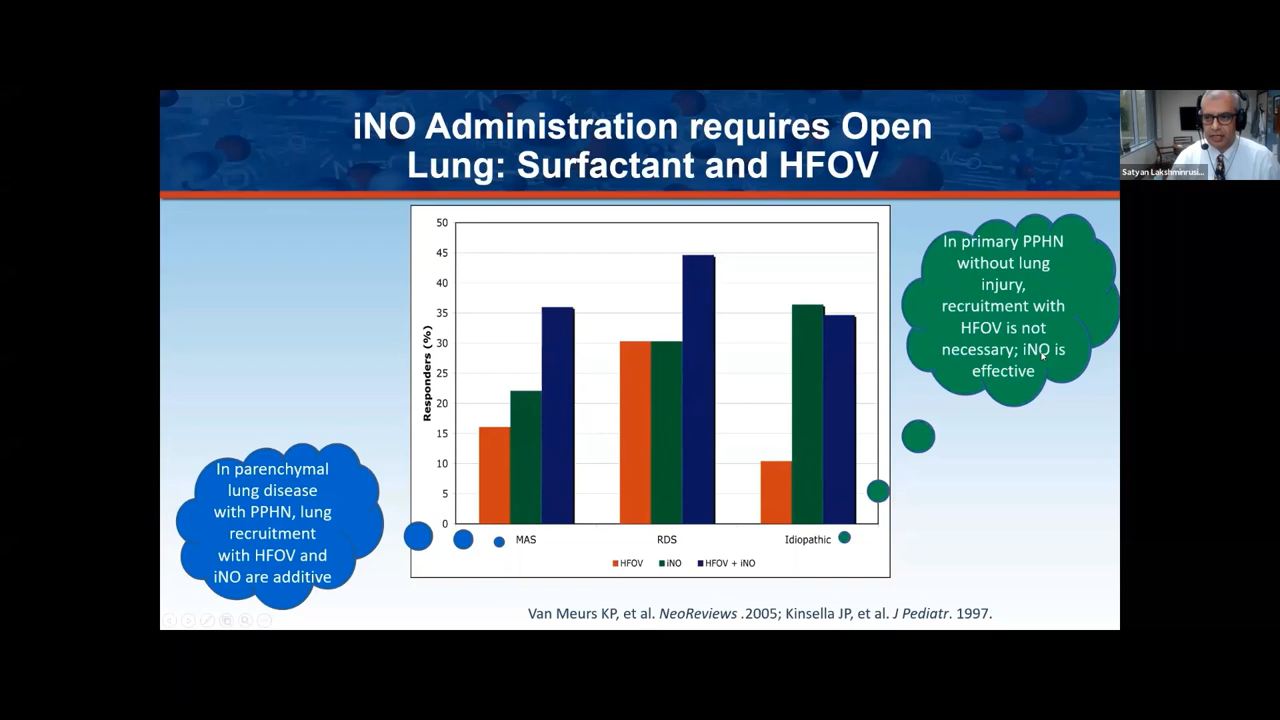 iNO Administration requires Open
Lung: Surfactant and HFOV
Satyan Lakshminrusi...
50
45
40
35
30
25
20
15
10
5
0
Responders (%)
MAS
RDS
Idiopathic
HFOV
iNO
HFOV + iNO
In primary PPHN
without lung
injury,
recruitment with
HFOV is not
necessary; iNO is
effective
In parenchymal
lung disease
with PPHN, lung
recruitment
with HFOV and
iNO are additive
Van Meurs KP, et al. NeoReviews .2005; Kinsella JP, et al. J Pediatr. 1997.